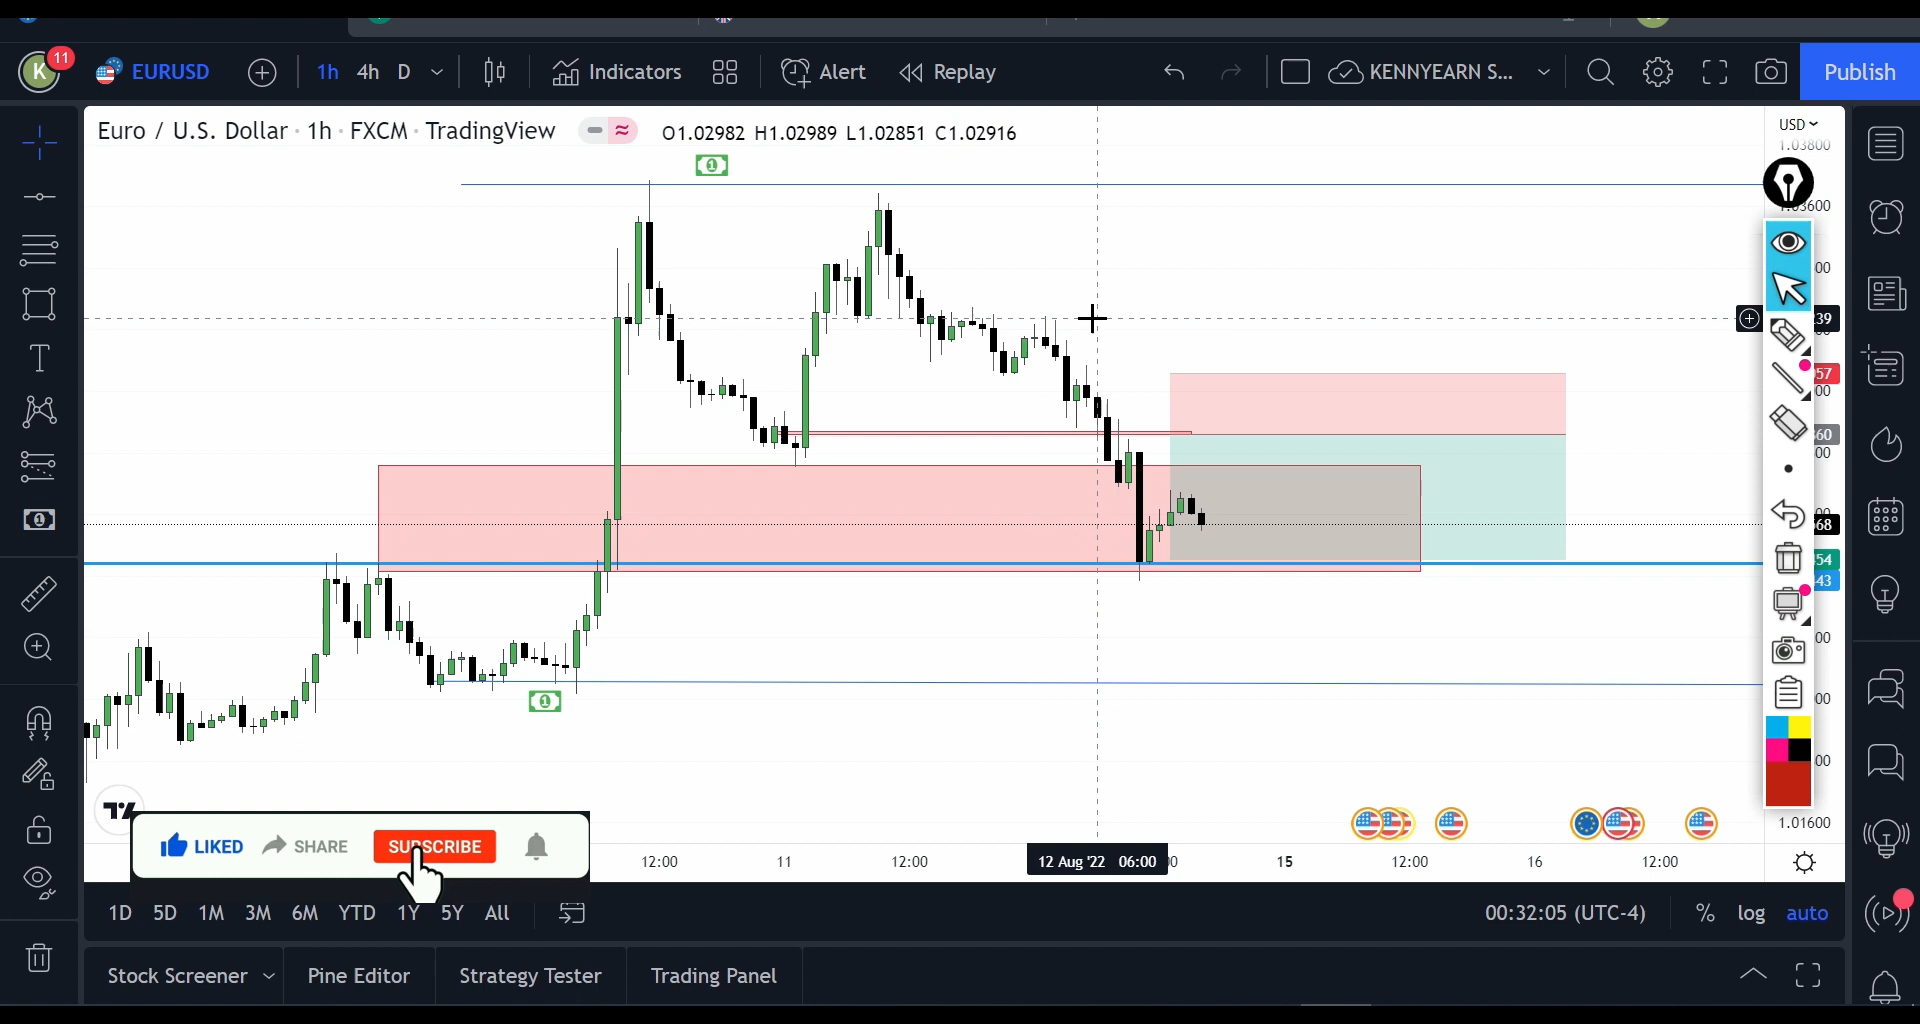 K
11
EURUSD
1h
4h
D
Indicators
Alert
Replay
KENNYEARN S...
Publish
Euro / U.S. Dollar · 1h · FXCM · TradingView
O1.02982 H1.02989 L1.02851 C1.02916
USD
1.03800
LIKED
SHARE
SUBSCRIBE
12:00
11
12:00
12 Aug '22 06:00
15
12:00
16
12:00
1.01600
1D
5D
1M
3M
6M
YTD
1Y
5Y
All
00:32:05 (UTC-4)
%
log
auto
Stock Screener
Pine Editor
Strategy Tester
Trading Panel